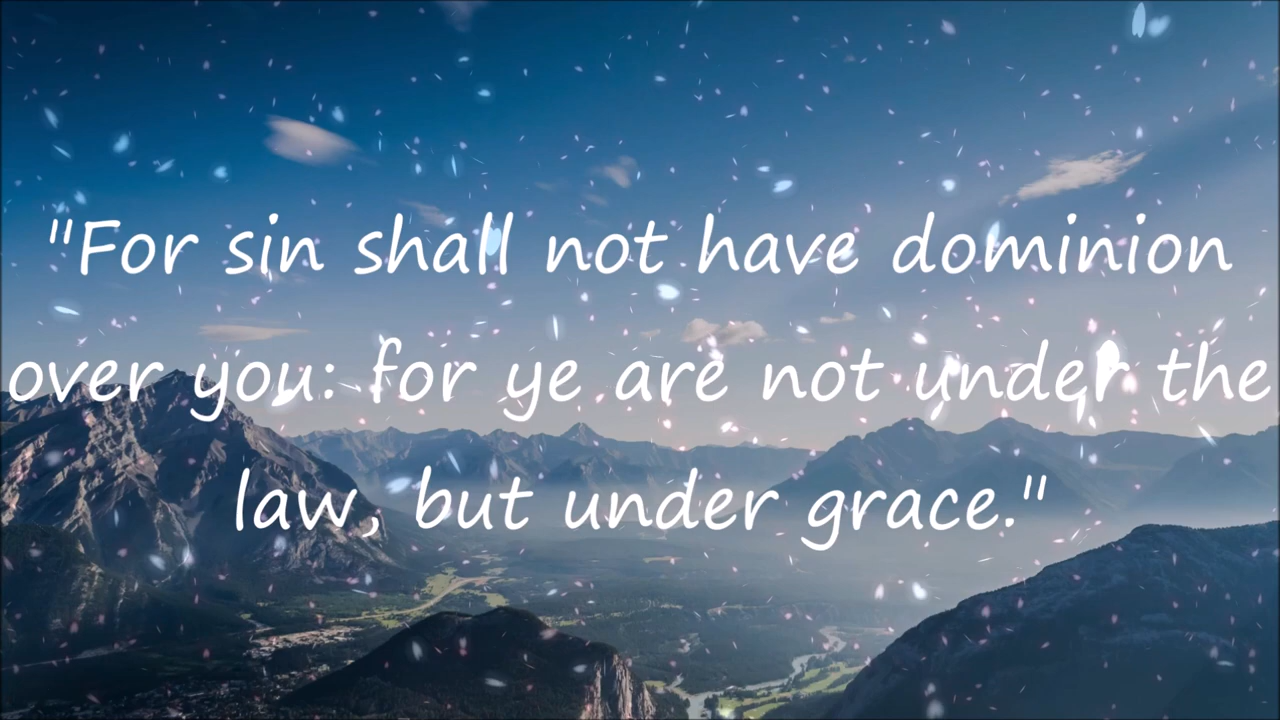 "For sin shall not have dominion
over you: for ye are not under the
law, but under grace."